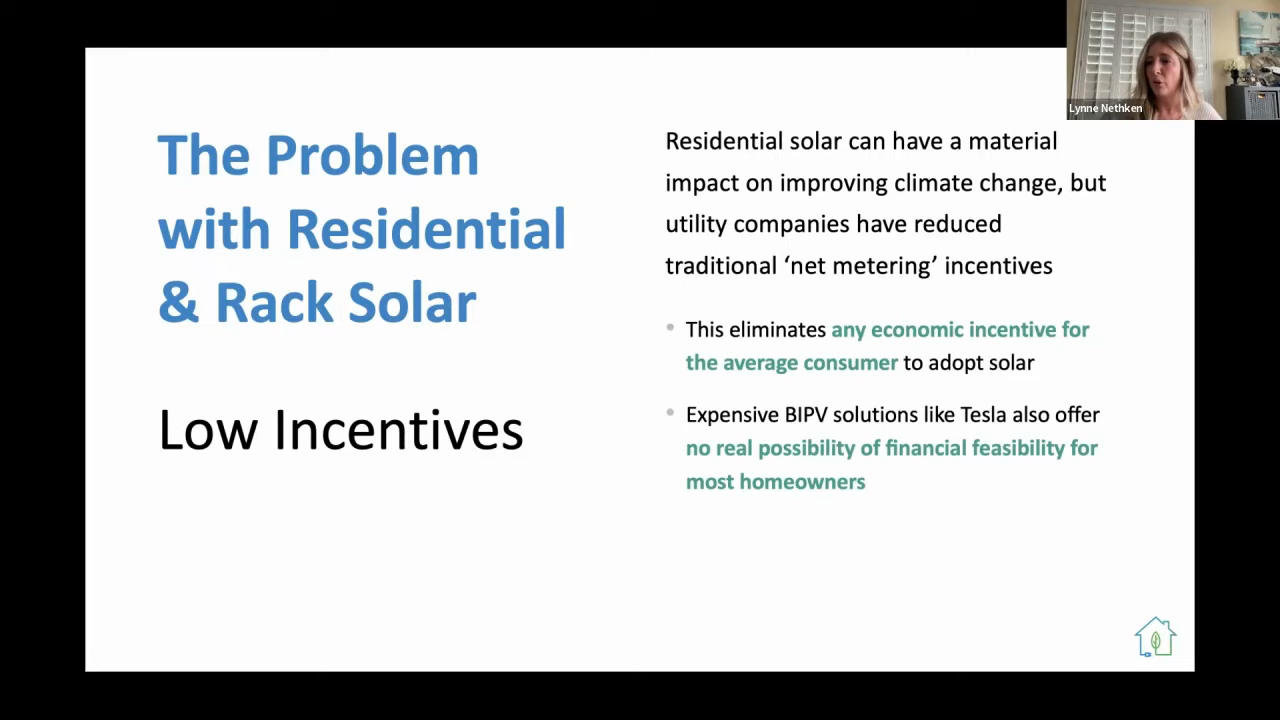 Lynne Nethken
The Problem
with Residential
& Rack Solar
Low Incentives
Residential solar can have a material
impact on improving climate change, but
utility companies have reduced
traditional ‘net metering’ incentives
• This eliminates any economic incentive for
the average consumer to adopt solar
• Expensive BIPV solutions like Tesla also offer
no real possibility of financial feasibility for
most homeowners